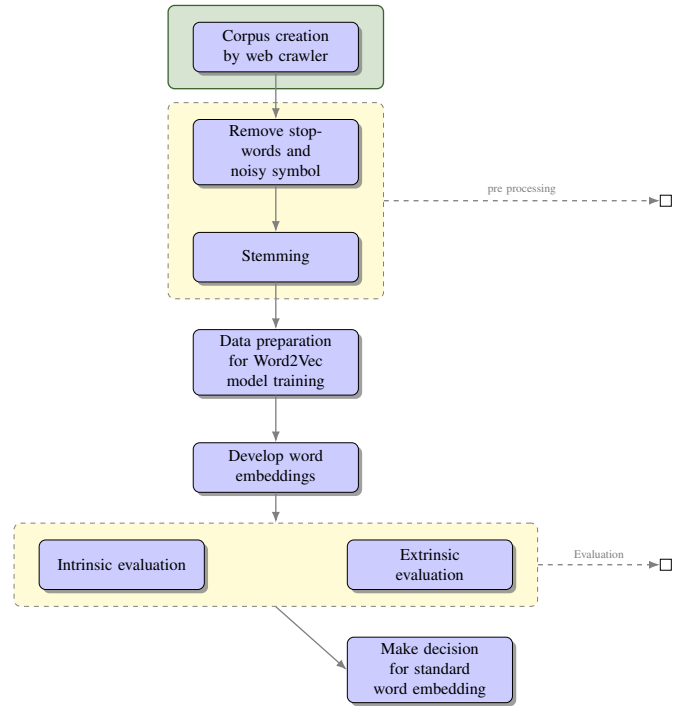 Corpus creation
by web crawler
Remove stop-
words and
noisy symbol
pre processing
Stemming
Data preparation
for Word2Vec
model training
Develop word
embeddings
Intrinsic evaluation
Extrinsic
evaluation
Evaluation
Make decision
for standard
word embedding